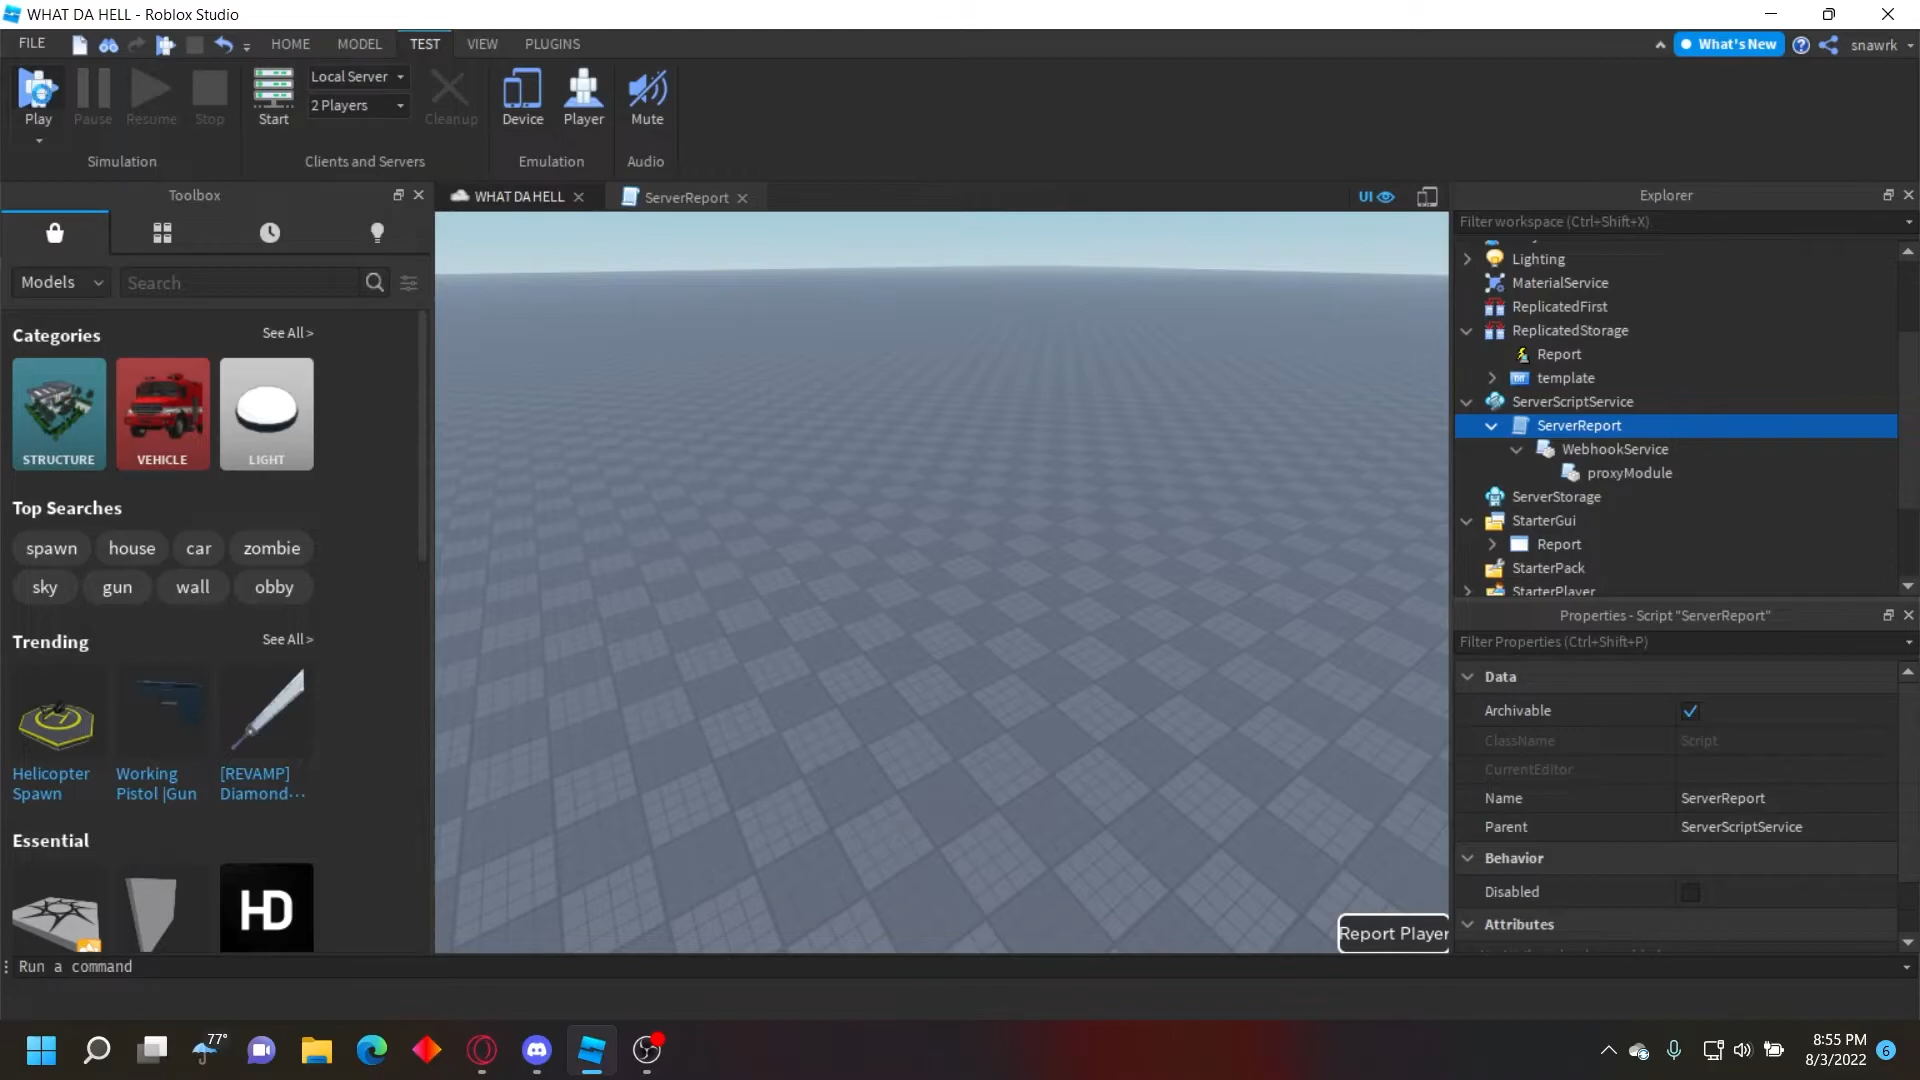 WHAT DA HELL - Roblox Studio
FILE HOME MODEL TEST VIEW PLUGINS What's New snawrk
Play Pause Resume Stop Start Local Server 2 Players Cleanup Device Player Mute
Simulation Clients and Servers Emulation Audio
Toolbox
WHAT DA HELL ServerReport UI
Models Search
Categories See All >
STRUCTURE VEHICLE LIGHT
Top Searches
spawn house car zombie
sky gun wall obby
Trending See All >
Helicopter Spawn
Working Pistol |Gun
[REVAMP] Diamond...
Essential
HD
Report Player
Run a command
Explorer
Filter workspace (Ctrl+Shift+X)
Lighting
MaterialService
ReplicatedFirst
ReplicatedStorage
Report
template
ServerScriptService
ServerReport
WebhookService
proxyModule
ServerStorage
StarterGui
Report
StarterPack
StarterPlayer
Properties - Script "ServerReport"
Filter Properties (Ctrl+Shift+P)
Data
Archivable
ClassName Script
CurrentEditor
Name ServerReport
Parent ServerScriptService
Behavior
Disabled
Attributes
77°
8:55 PM
8/3/2022
6